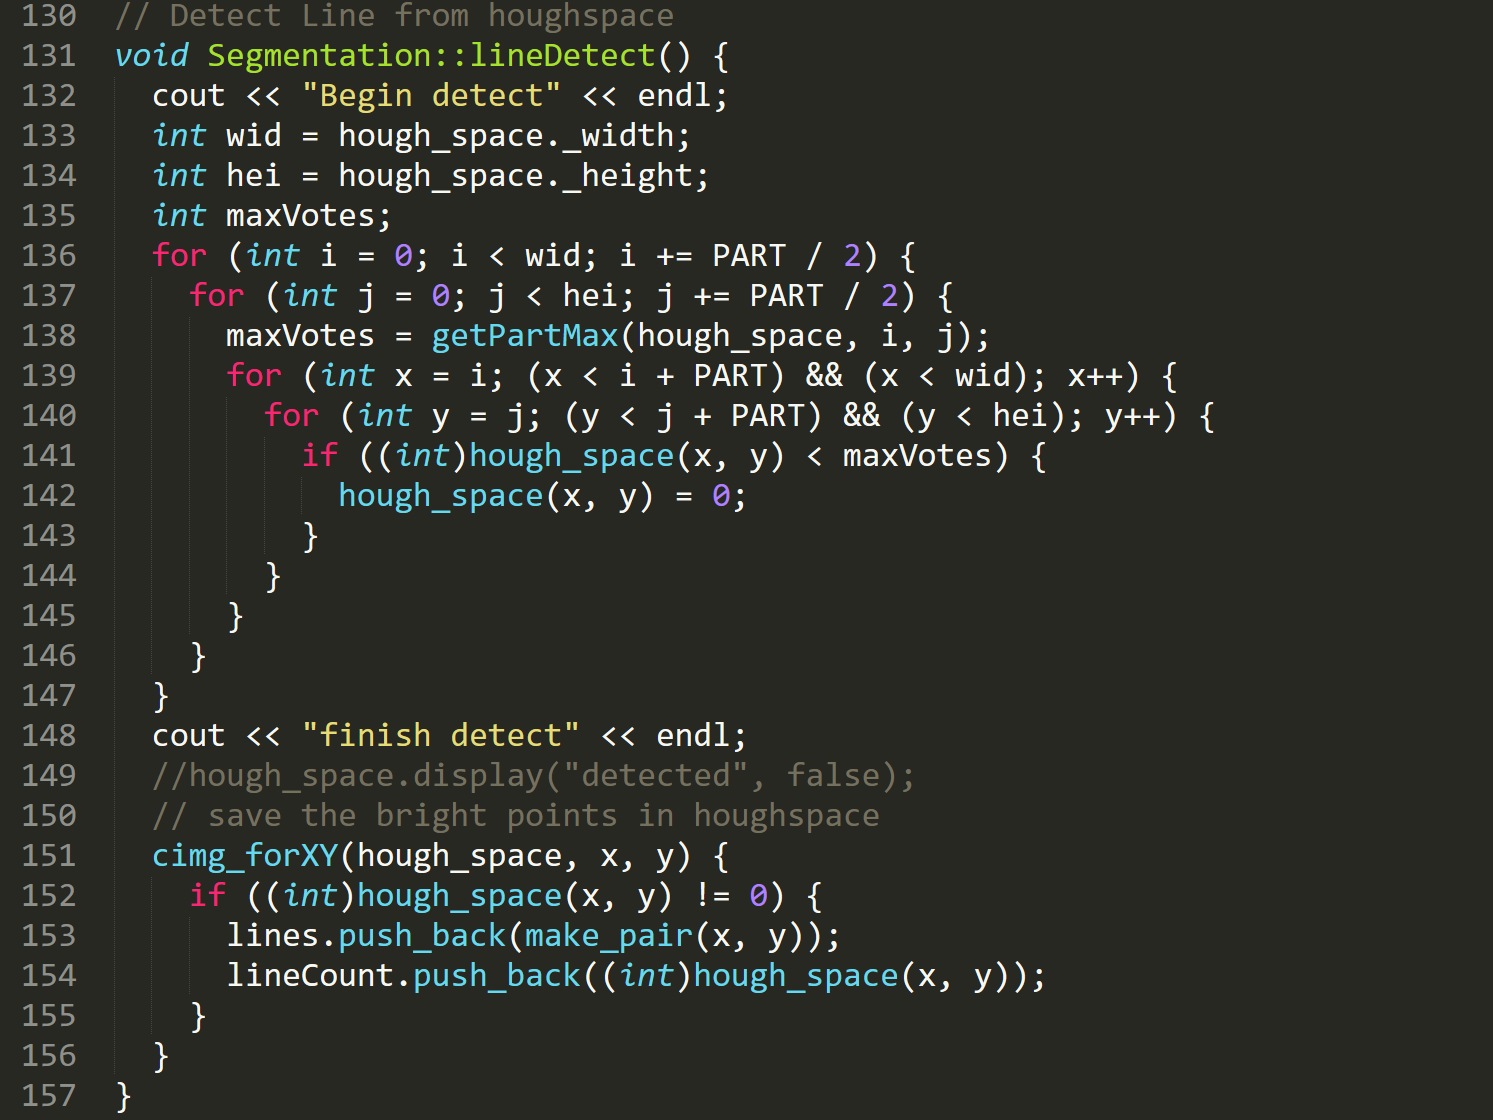 130 // Detect Line from houghspace
131 void Segmentation::lineDetect() {
132   cout << "Begin detect" << endl;
133   int wid = hough_space._width;
134   int hei = hough_space._height;
135   int maxVotes;
136   for (int i = 0; i < wid; i += PART / 2) {
137     for (int j = 0; j < hei; j += PART / 2) {
138       maxVotes = getPartMax(hough_space, i, j);
139       for (int x = i; (x < i + PART) && (x < wid); x++) {
140         for (int y = j; (y < j + PART) && (y < hei); y++) {
141           if ((int)hough_space(x, y) < maxVotes) {
142             hough_space(x, y) = 0;
143           }
144         }
145       }
146     }
147   }
148   cout << "finish detect" << endl;
149   //hough_space.display("detected", false);
150   // save the bright points in houghspace
151   cimg_forXY(hough_space, x, y) {
152     if ((int)hough_space(x, y) != 0) {
153       lines.push_back(make_pair(x, y));
154       lineCount.push_back((int)hough_space(x, y));
155     }
156   }
157 }